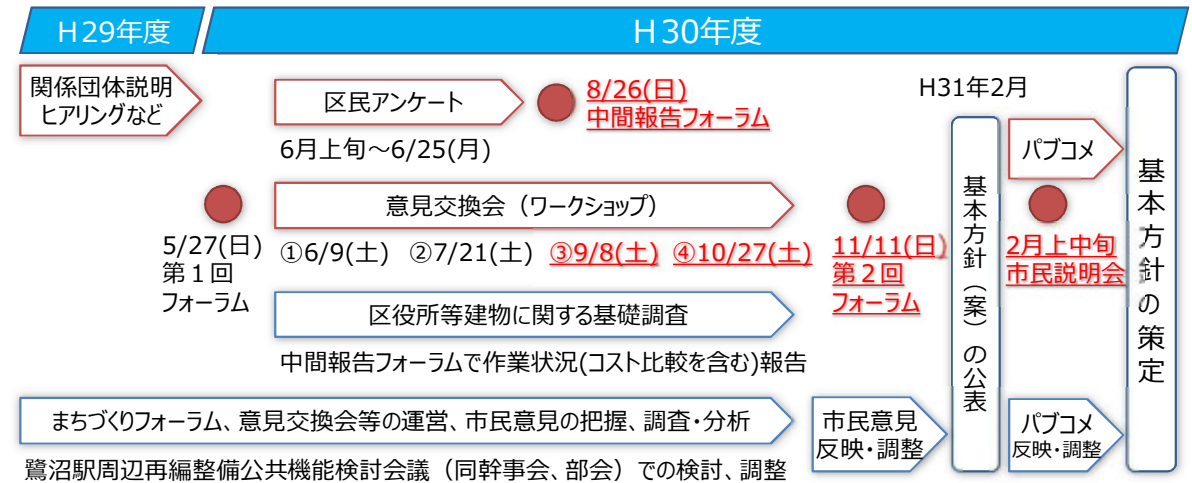 H29年度
H30年度
関係団体説明
ヒアリングなど
区民アンケート
6月上旬～6/25(月)
8/26(日)
中間報告フォーラム
H31年2月
5/27(日)
第１回
フォーラム
意見交換会（ワークショップ）
①6/9(土) ②7/21(土) ③9/8(土) ④10/27(土)
11/11(日)
第２回
フォーラム
区役所等建物に関する基礎調査
中間報告フォーラムで作業状況(コスト比較を含む)報告
基本方針（案）の公表
パブコメ
2月上中旬
市民説明会
基本方針の策定
まちづくりフォーラム、意見交換会等の運営、市民意見の把握、調査・分析
市民意見
反映・調整
パブコメ
反映・調整
鷺沼駅周辺再編整備公共機能検討会議（同幹事会、部会）での検討、調整